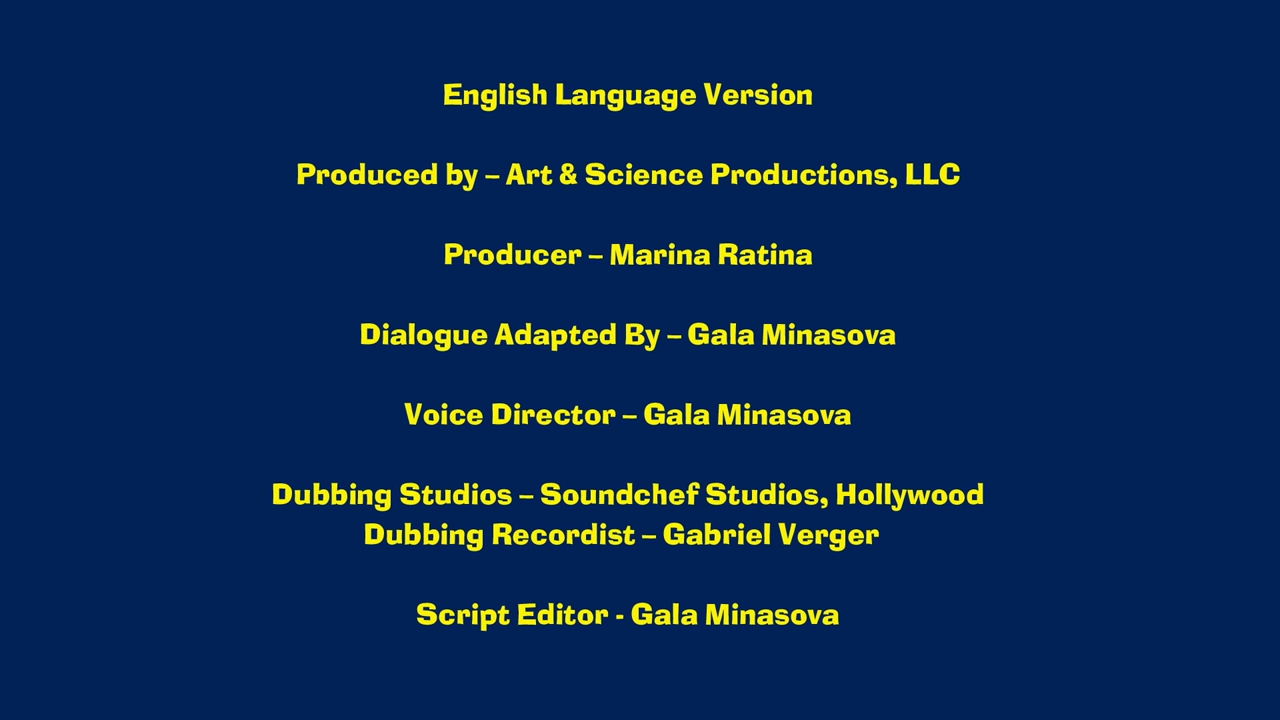 English Language Version
Produced by – Art & Science Productions, LLC
Producer – Marina Ratina
Dialogue Adapted By – Gala Minasova
Voice Director – Gala Minasova
Dubbing Studios – Soundchef Studios, Hollywood
Dubbing Recordist – Gabriel Verger
Script Editor - Gala Minasova